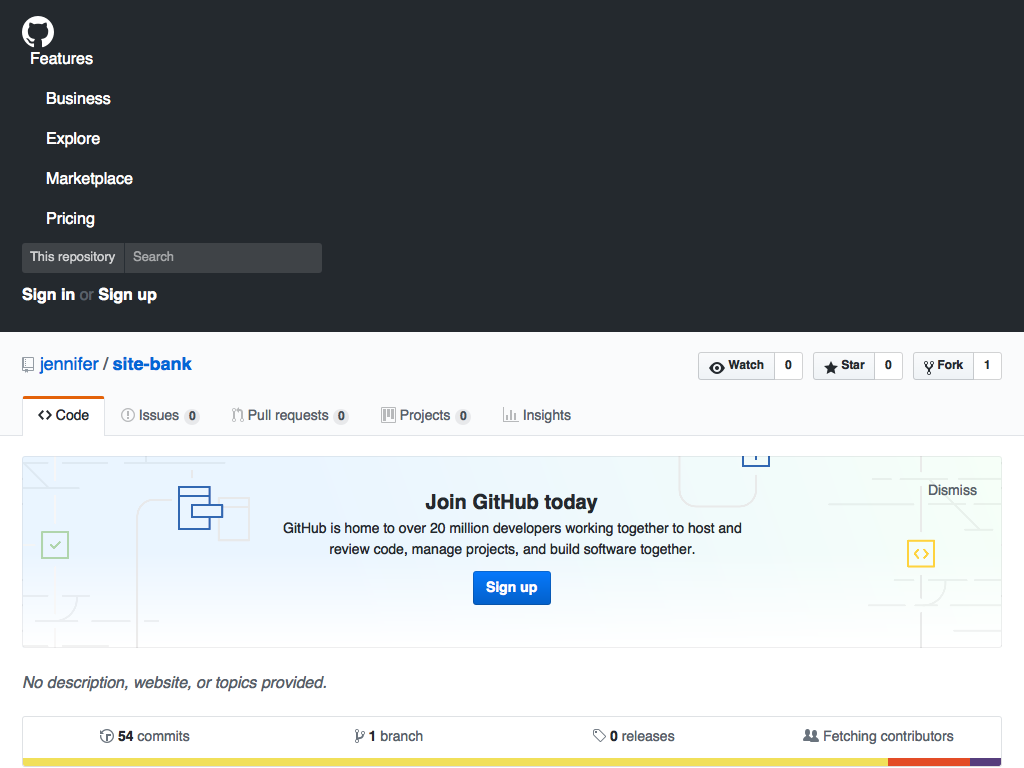 Features
Business
Explore
Marketplace
Pricing
This repository Search
Sign in or Sign up
jennifer / site-bank Watch 0 Star 0 Fork 1
<> Code Issues 0 Pull requests 0 Projects 0 Insights
Join GitHub today
Dismiss
GitHub is home to over 20 million developers working together to host and
review code, manage projects, and build software together.
Sign up
No description, website, or topics provided.
54 commits 1 branch 0 releases Fetching contributors